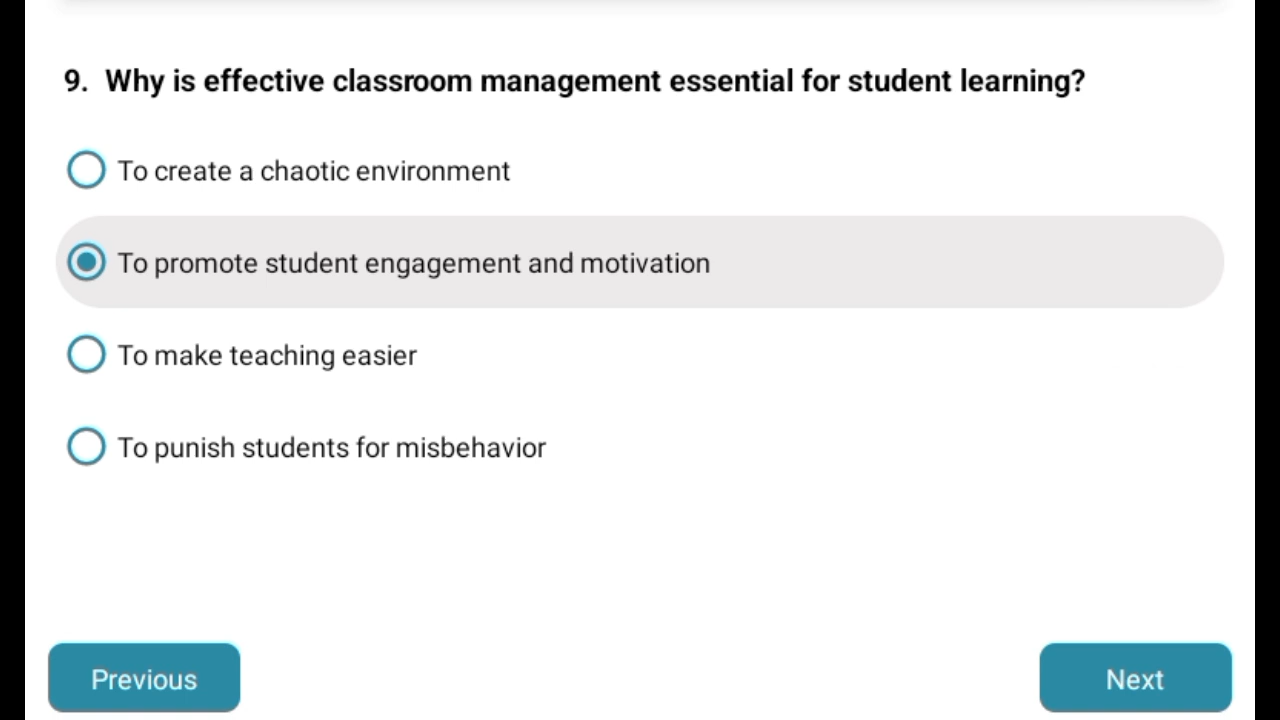 9. Why is effective classroom management essential for student learning?
To create a chaotic environment
To promote student engagement and motivation
To make teaching easier
To punish students for misbehavior
Previous
Next